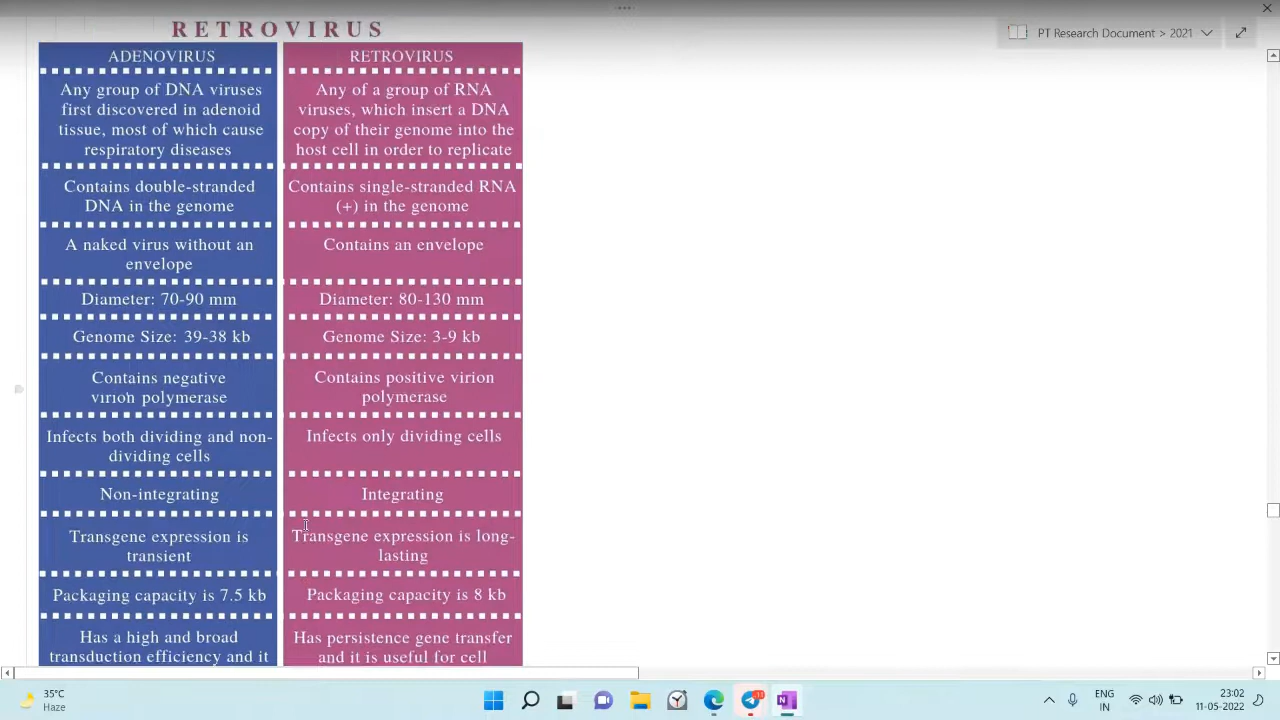 RETROVIRUS
PT Research Document > 2021
ADENOVIRUS
Any group of DNA viruses
first discovered in adenoid
tissue, most of which cause
respiratory diseases
Contains double-stranded
DNA in the genome
A naked virus without an
envelope
Diameter: 70-90 mm
Genome Size: 39-38 kb
Contains negative
virion polymerase
Infects both dividing and non-
dividing cells
Non-integrating
Transgene expression is
transient
Packaging capacity is 7.5 kb
Has a high and broad
transduction efficiency and it
RETROVIRUS
Any of a group of RNA
viruses, which insert a DNA
copy of their genome into the
host cell in order to replicate
Contains single-stranded RNA
(+) in the genome
Contains an envelope
Diameter: 80-130 mm
Genome Size: 3-9 kb
Contains positive virion
polymerase
Infects only dividing cells
Integrating
Transgene expression is long-
lasting
Packaging capacity is 8 kb
Has persistence gene transfer
and it is useful for cell
35°C
Haze
13
ENG
IN
23:02
11-05-2022